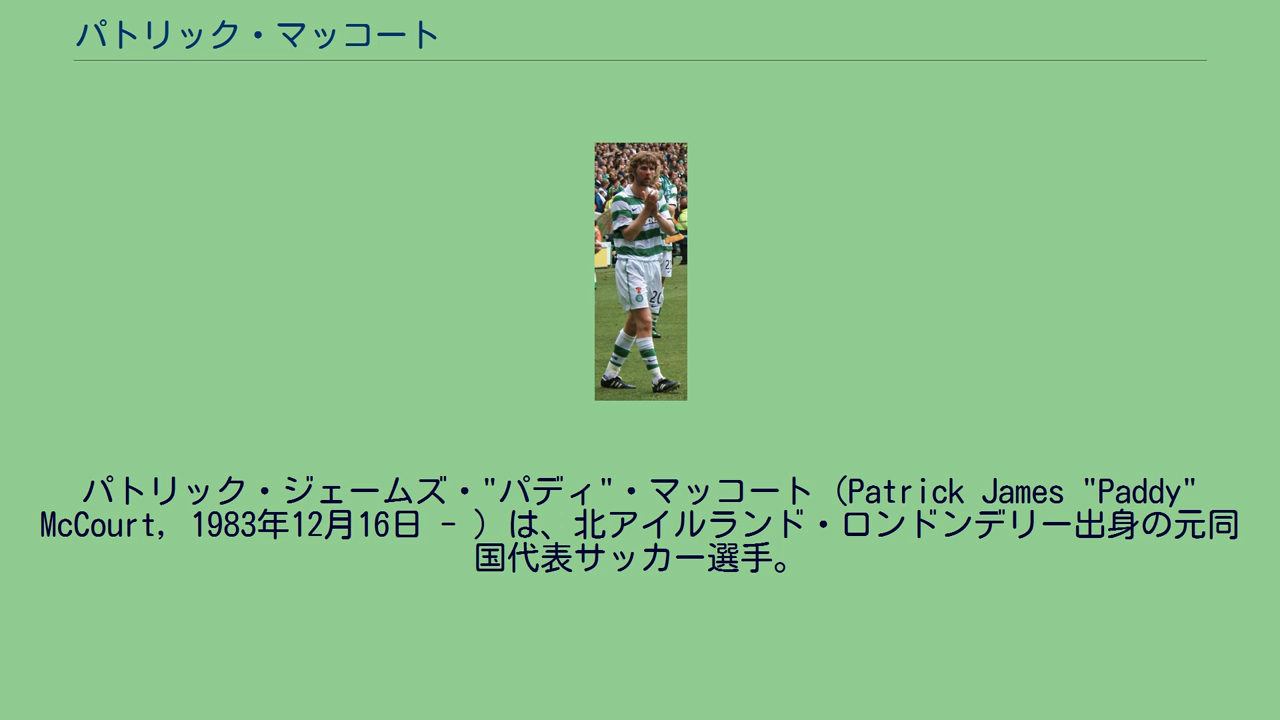 パトリック・マッコート
パトリック・ジェームズ・"パディ"・マッコート（Patrick James "Paddy"
McCourt, 1983年12月16日 - ）は、北アイルランド・ロンドンデリー出身の元同
国代表サッカー選手。